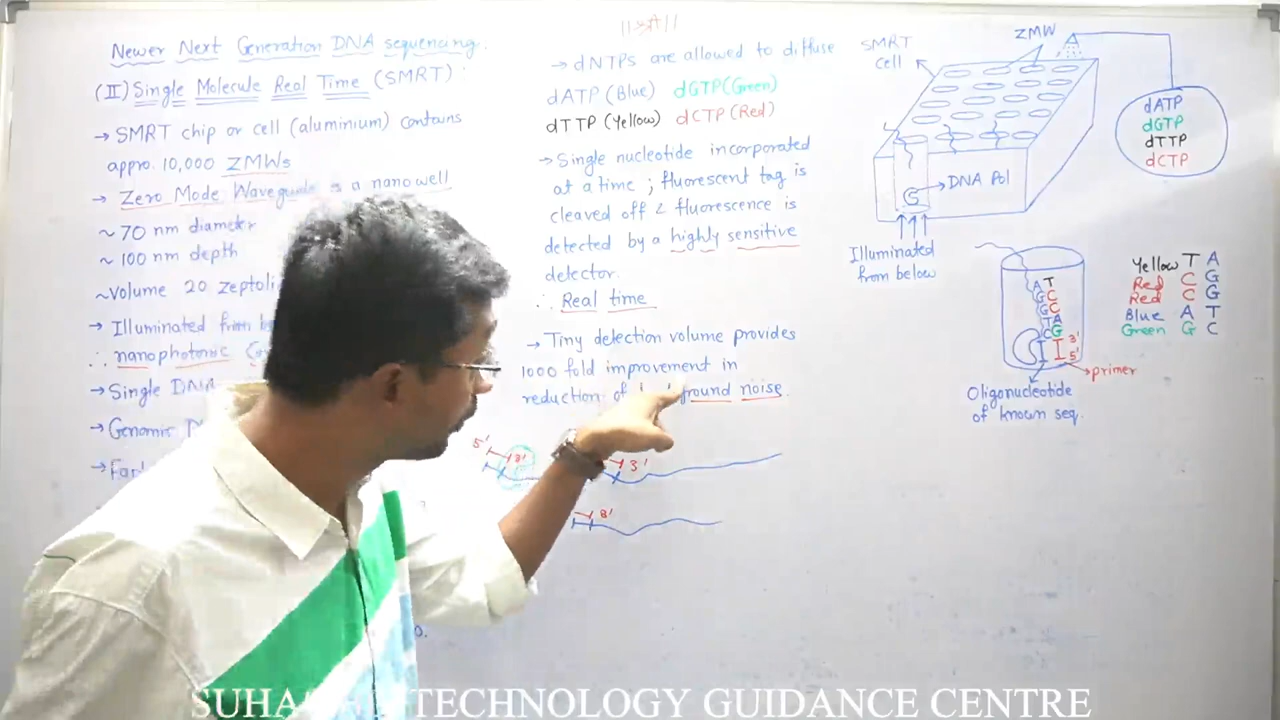 ||श्री||
Newer Next Generation DNA sequencing.
(II) Single Molecule Real Time (SMRT):
→ SMRT chip or cell (aluminium) contains
appro. 10,000 ZMWs
→ Zero Mode Waveguide is a nanowell
~ 70 nm diameter
~ 100 nm depth
~Volume 20 zeptoli
→ Illuminated from b
∴ nanophotonic
→ Single DNA
→ Genomic
→ For
→ dNTPs are allowed to diffuse
dATP (Blue) dGTP(Green)
dTTP (Yellow) dCTP(Red)
→ Single nucleotide incorporated
at a time ; fluorescent tag is
cleaved off & fluorescence is
detected by a highly sensitive
detector.
∴ Real time
→ Tiny detection volume provides
1000 fold improvement in
reduction of ground noise.
5' 3'
3'
3'
SMRT
cell
ZMW
dATP
dGTP
dTTP
dCTP
DNA Pol
G
Illuminated
from below
A T
G C
G C
T A
C G
3'
5'
primer
Oligonucleotide
of known seq.
Yellow T A
Red C G
Red C G
Blue A T
Green G C
SUHA TECHNOLOGY GUIDANCE CENTRE